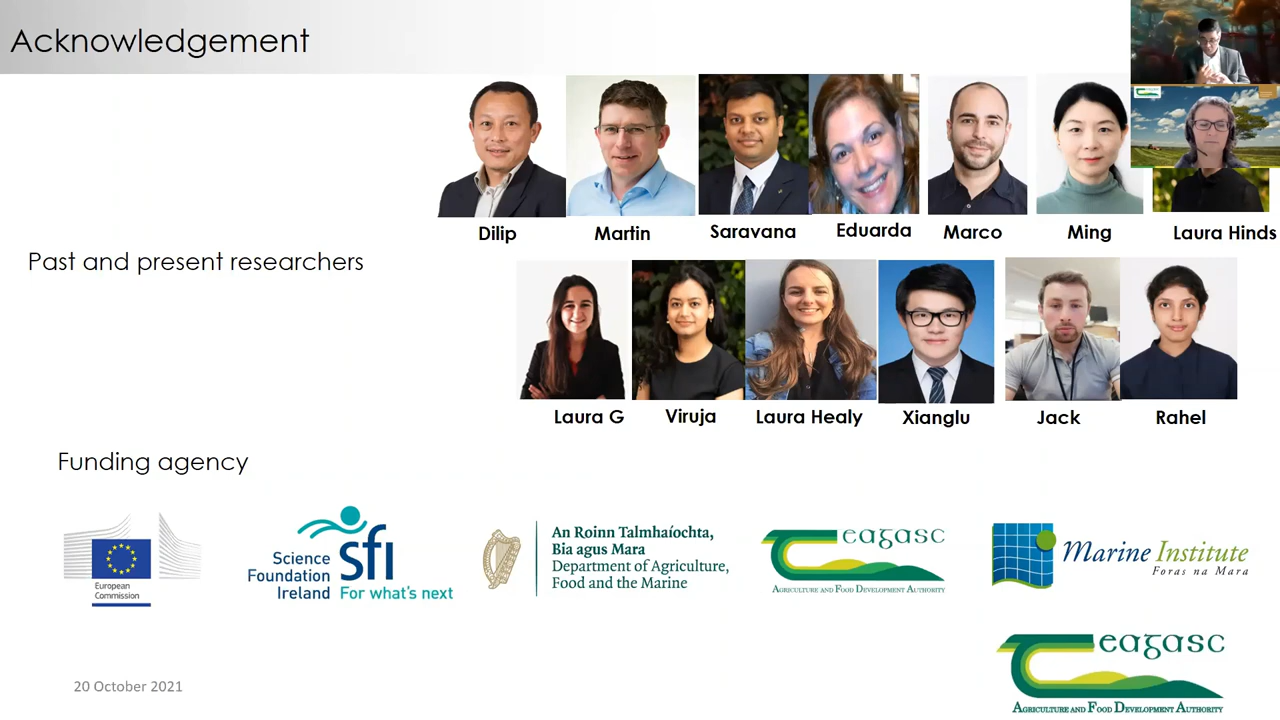 Acknowledgement
Dilip
Martin
Saravana
Eduarda
Marco
Ming
Laura Hinds
Past and present researchers
Laura G
Viruja
Laura Healy
Xianglu
Jack
Rahel
Funding agency
European
Commission
Science
Foundation
Ireland
sfi
For what's next
An Roinn Talmhaíochta,
Bia agus Mara
Department of Agriculture,
Food and the Marine
Teagasc
AGRICULTURE AND FOOD DEVELOPMENT AUTHORITY
Marine Institute
Foras na Mara
20 October 2021
Teagasc
AGRICULTURE AND FOOD DEVELOPMENT AUTHORITY